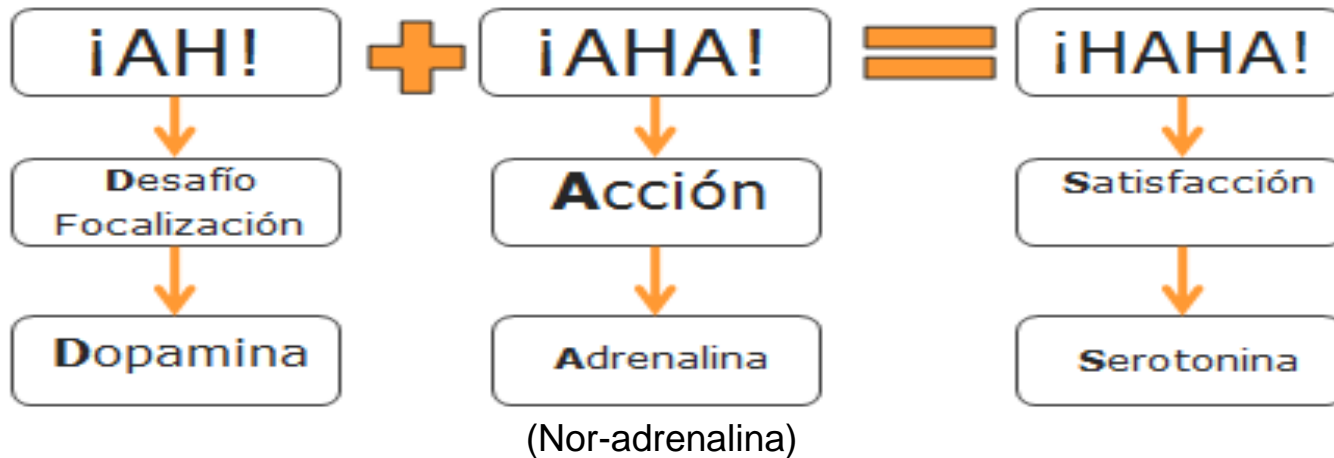 ¡AH!
¡AHA!
¡HAHA!
Desafío
Focalización
Acción
Satisfacción
Dopamina
Adrenalina
Serotonina
(Nor-adrenalina)